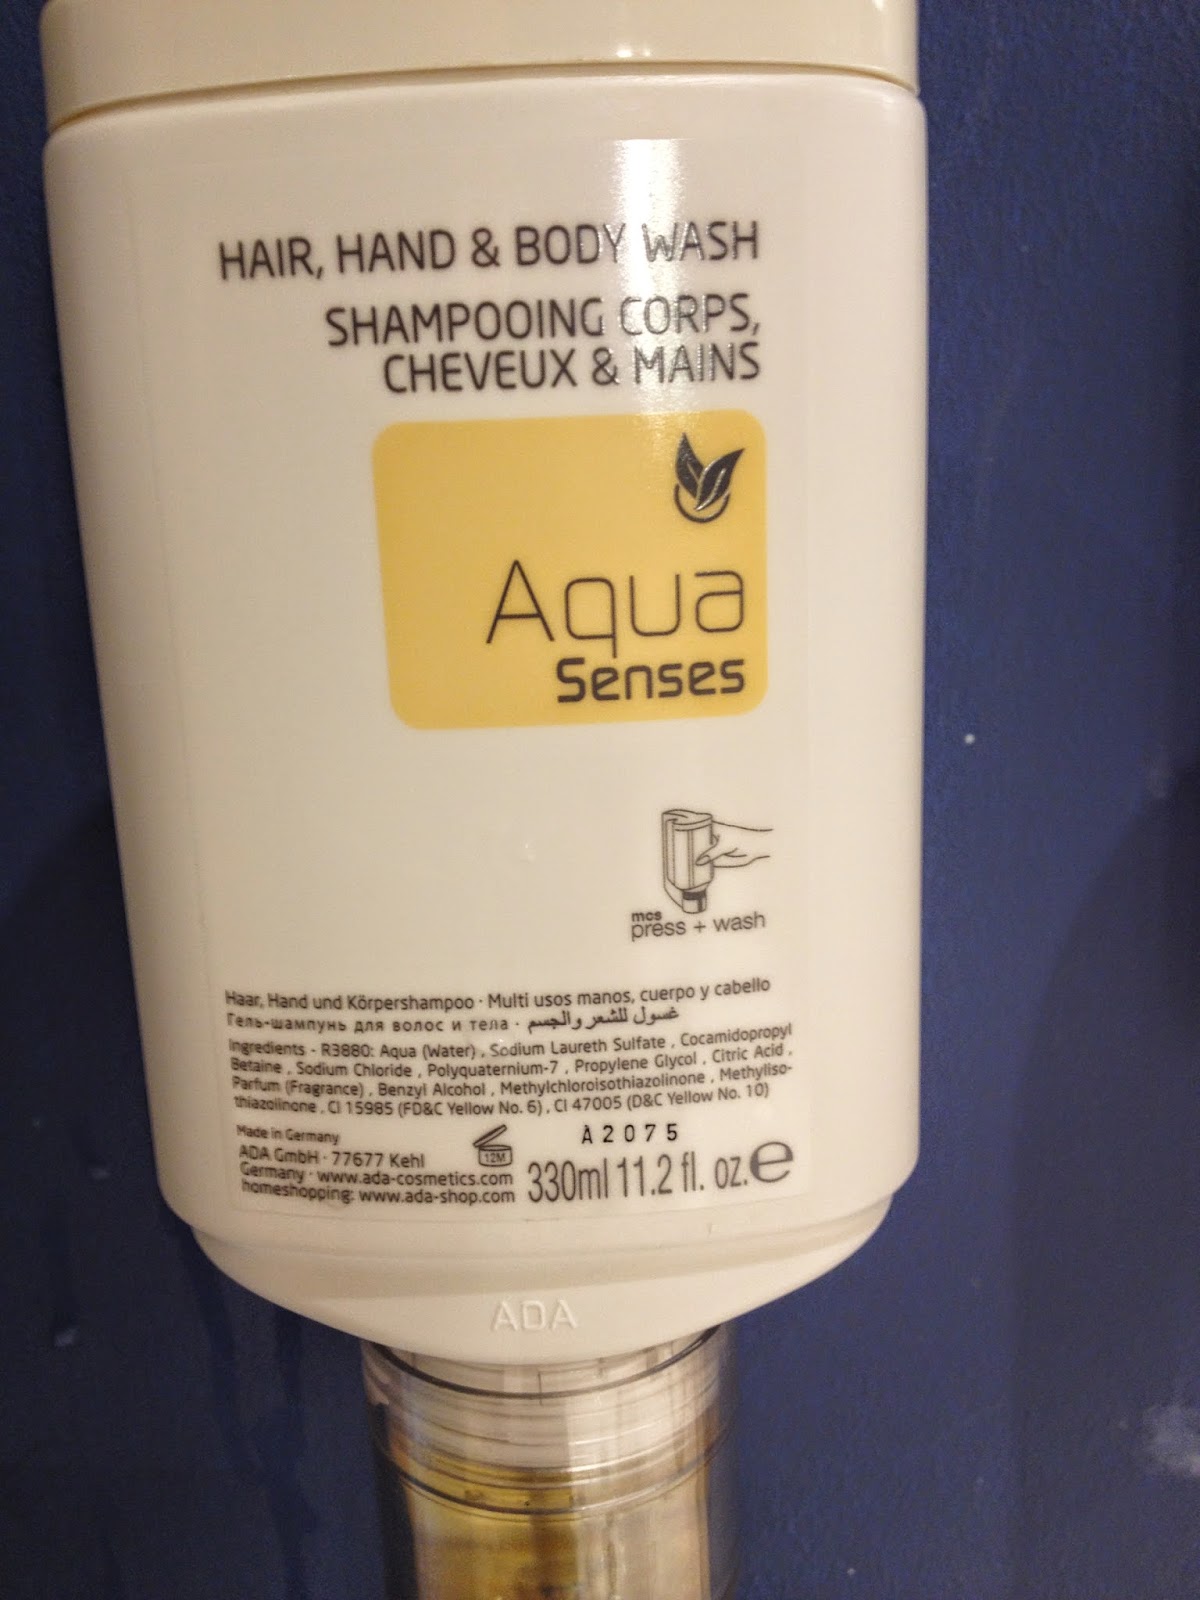 HAIR, HAND & BODY WASH
SHAMPOOING CORPS,
CHEVEUX & MAINS
Aqua
Senses
mcs
press + wash
Haar, Hand und Körpershampoo · Multi usos manos, cuerpo y cabello
Гель-шампунь для волос и тела · غسول للشعر والجسم
Ingredients - R3880: Aqua (Water) , Sodium Laureth Sulfate , Cocamidopropyl
Betaine , Sodium Chloride , Polyquaternium-7 , Propylene Glycol , Citric Acid ,
Parfum (Fragrance) , Benzyl Alcohol , Methylchloroisothiazolinone , Methyliso-
thiazolinone , CI 15985 (FD&C Yellow No. 6) , CI 47005 (D&C Yellow No. 10)
Made in Germany
ADA GmbH · 77677 Kehl
Germany · www.ada-cosmetics.com
homeshopping: www.ada-shop.com
12M
A2075
330ml 11.2 fl. oz. e
ADA